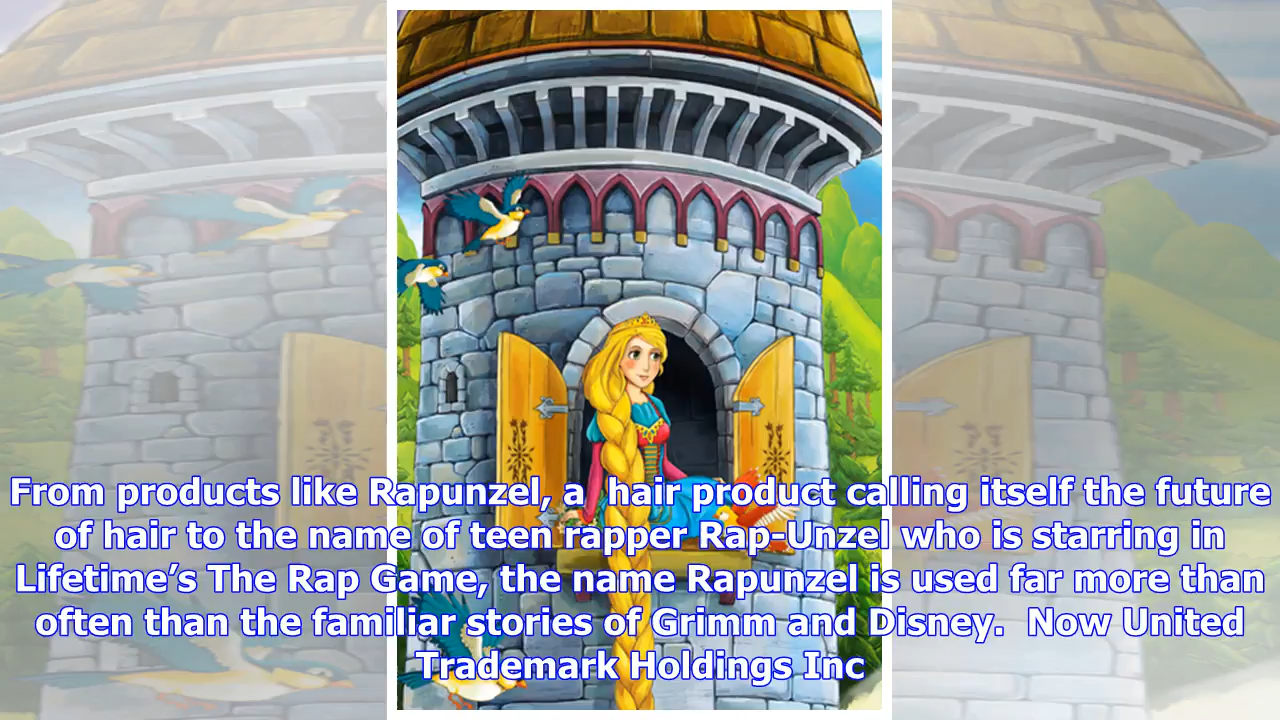 From products like Rapunzel, a  hair product calling itself the future
of hair to the name of teen rapper Rap-Unzel who is starring in
Lifetime’s The Rap Game, the name Rapunzel is used far more than
often than the familiar stories of Grimm and Disney.  Now United
Trademark Holdings Inc